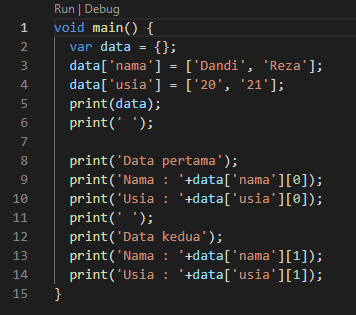 Run | Debug
1 void main() {
2   var data = {};
3   data['nama'] = ['Dandi', 'Reza'];
4   data['usia'] = ['20', '21'];
5   print(data);
6   print(' ');
7
8   print('Data pertama');
9   print('Nama : '+data['nama'][0]);
10   print('Usia : '+data['usia'][0]);
11   print(' ');
12   print('Data kedua');
13   print('Nama : '+data['nama'][1]);
14   print('Usia : '+data['usia'][1]);
15 }